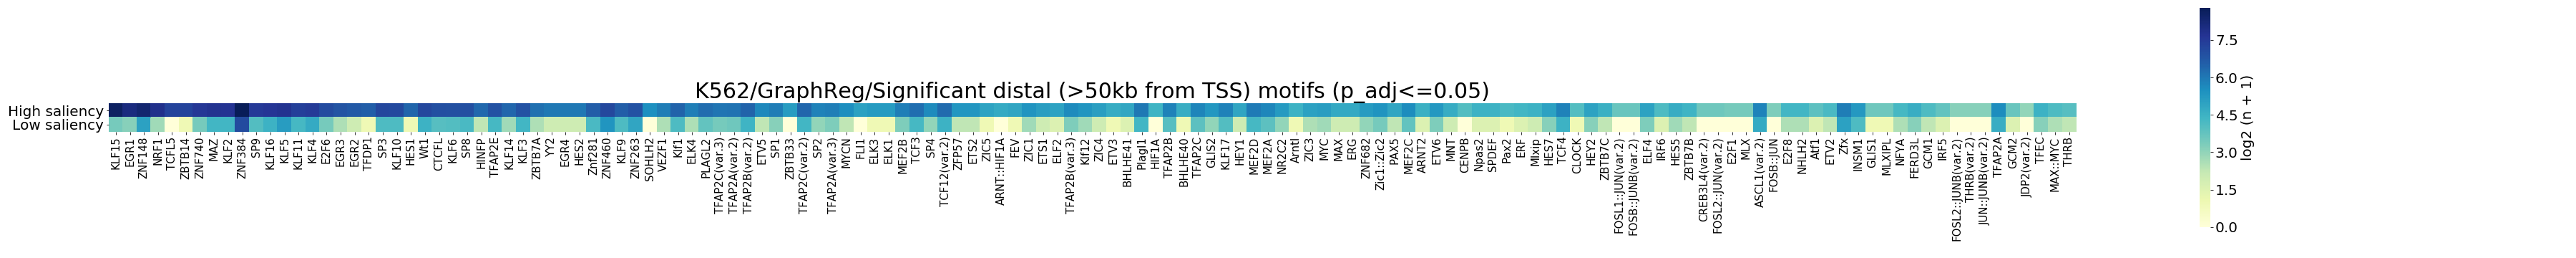 K562/GraphReg/Significant distal (>50kb from TSS) motifs (p_adj<=0.05)
High saliency
Low saliency
KLF15
EGR1
ZNF148
NRF1
TCFL5
ZBTB14
ZNF740
MAZ
KLF2
ZNF384
SP9
KLF16
KLF5
KLF11
KLF4
E2F6
EGR3
EGR2
TFDP1
SP3
KLF10
HES1
Wt1
CTCFL
KLF6
SP8
HINFP
TFAP2E
KLF14
KLF3
ZBTB7A
YY2
EGR4
HES2
Znf281
ZNF460
KLF9
ZNF263
SOHLH2
VEZF1
Klf1
ELK4
PLAGL2
TFAP2C(var.3)
TFAP2A(var.2)
TFAP2B(var.2)
ETV5
SP1
ZBTB33
TFAP2C(var.2)
SP2
TFAP2A(var.3)
MYCN
FLI1
ELK3
ELK1
MEF2B
TCF3
SP4
TCF12(var.2)
ZFP57
ETS2
ZIC5
ARNT::HIF1A
FEV
ZIC1
ETS1
ELF2
TFAP2B(var.3)
Klf12
ZIC4
ETV3
BHLHE41
Plagl1
HIF1A
TFAP2B
BHLHE40
TFAP2C
GLIS2
KLF17
HEY1
MEF2D
MEF2A
NR2C2
Arntl
ZIC3
MYC
MAX
ERG
ZNF682
Zic1::Zic2
PAX5
MEF2C
ARNT2
ETV6
MNT
CENPB
Npas2
SPDEF
Pax2
ERF
Mlxip
HES7
TCF4
CLOCK
HEY2
ZBTB7C
FOSL1::JUN(var.2)
FOSB::JUNB(var.2)
ELF4
IRF6
HES5
ZBTB7B
CREB3L4(var.2)
FOSL2::JUN(var.2)
E2F1
MLX
ASCL1(var.2)
FOSB::JUN
E2F8
NHLH2
Atf1
ETV2
Zfx
INSM1
GLIS1
MLXIPL
NFYA
FERD3L
GCM1
IRF5
FOSL2::JUNB(var.2)
THRB(var.2)
JUN::JUNB(var.2)
TFAP2A
GCM2
JDP2(var.2)
TFEC
MAX::MYC
THRB
7.5
6.0
4.5
3.0
1.5
0.0
log2 (n + 1)